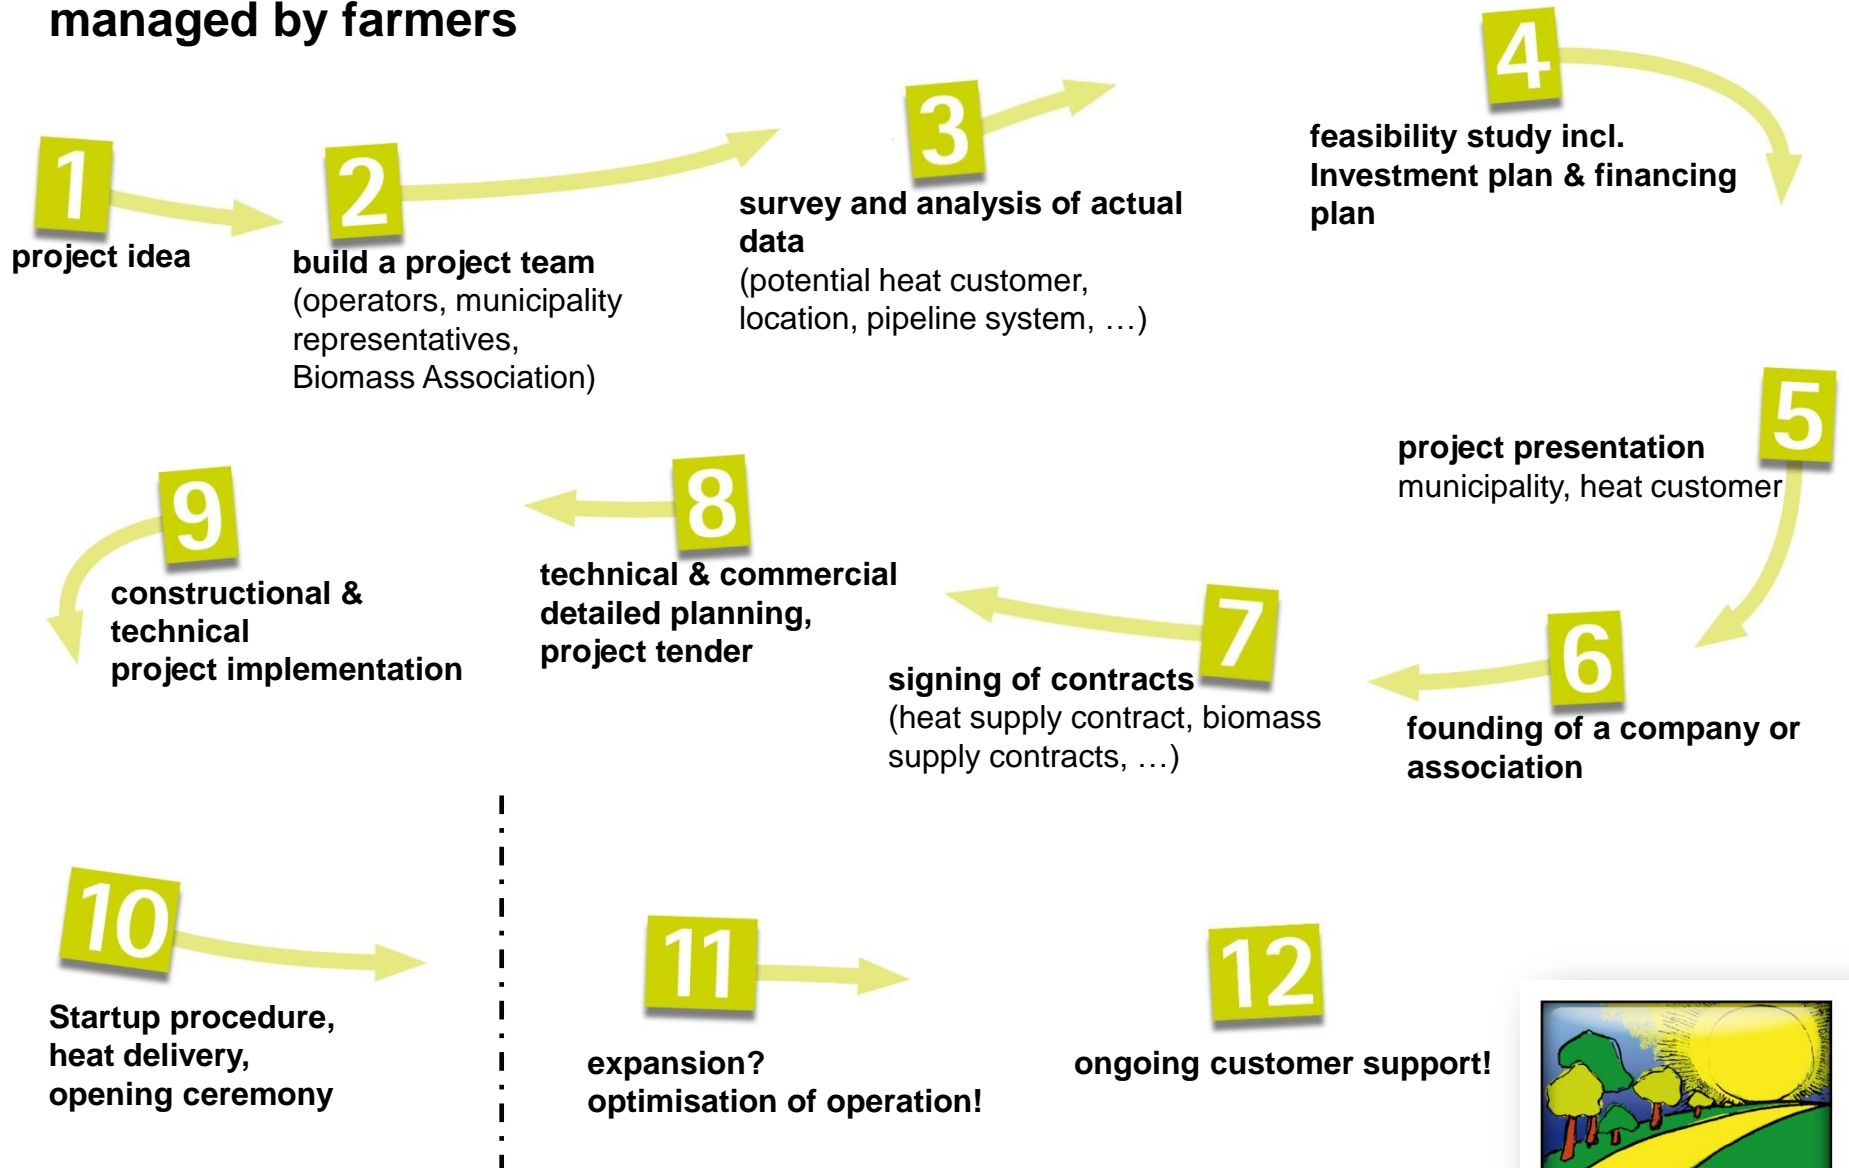 managed by farmers
1
project idea
2
build a project team
(operators, municipality
representatives,
Biomass Association)
3
survey and analysis of actual
data
(potential heat customer,
location, pipeline system, …)
4
feasibility study incl.
Investment plan & financing
plan
5
project presentation
municipality, heat customer
6
founding of a company or
association
7
signing of contracts
(heat supply contract, biomass
supply contracts, …)
8
technical & commercial
detailed planning,
project tender
9
constructional &
technical
project implementation
10
Startup procedure,
heat delivery,
opening ceremony
11
expansion?
optimisation of operation!
12
ongoing customer support!